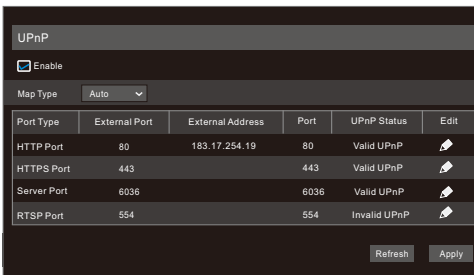 UPnP
Enable
Map Type Auto
Port Type External Port External Address Port UPnP Status Edit
HTTP Port 80 183.17.254.19 80 Valid UPnP
HTTPS Port 443 443 Valid UPnP
Server Port 6036 6036 Valid UPnP
RTSP Port 554 554 Invalid UPnP
Refresh Apply